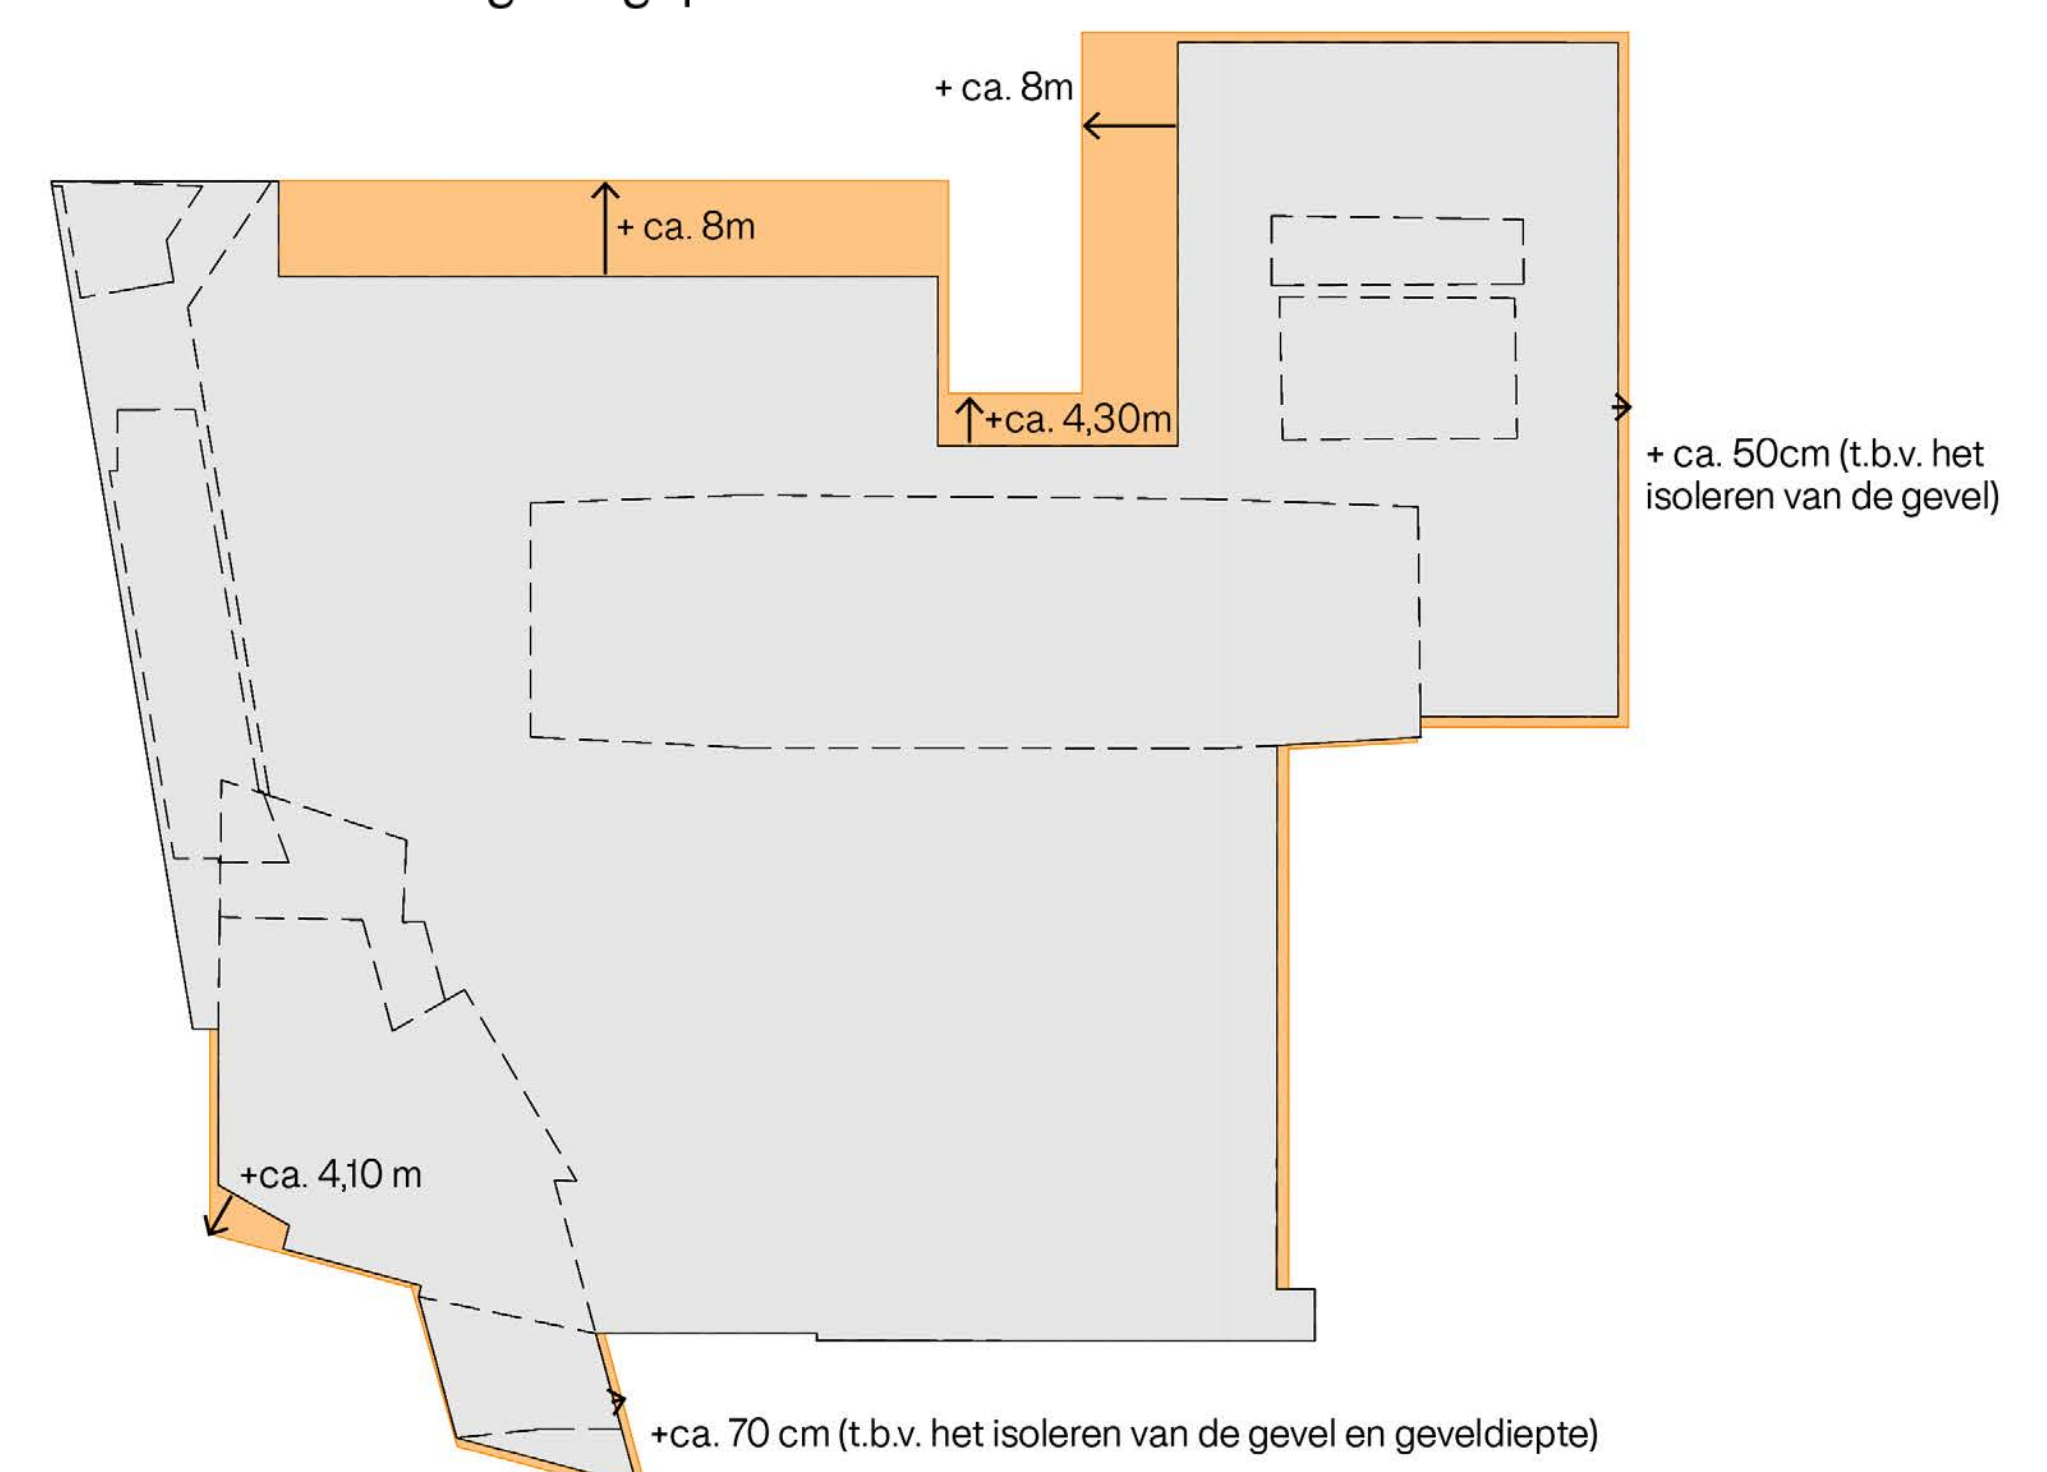 + ca. 8m
+ ca. 8m
+ca. 4,30m
+ ca. 50cm (t.b.v. het
isoleren van de gevel)
+ca. 4,10 m
+ca. 70 cm (t.b.v. het isoleren van de gevel en geveldiepte)